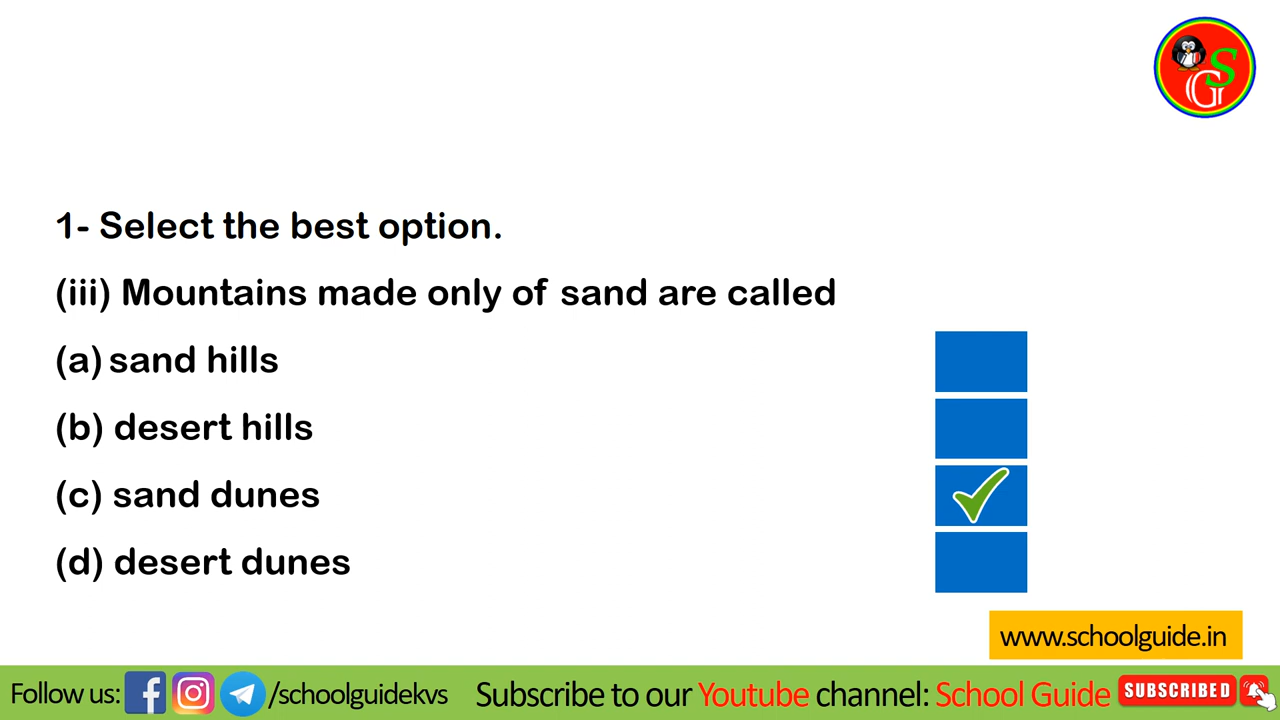 SG
1- Select the best option.
(iii) Mountains made only of sand are called
(a) sand hills
(b) desert hills
(c) sand dunes
(d) desert dunes
www.schoolguide.in
Follow us: /schoolguidekvs Subscribe to our Youtube channel: School Guide SUBSCRIBED